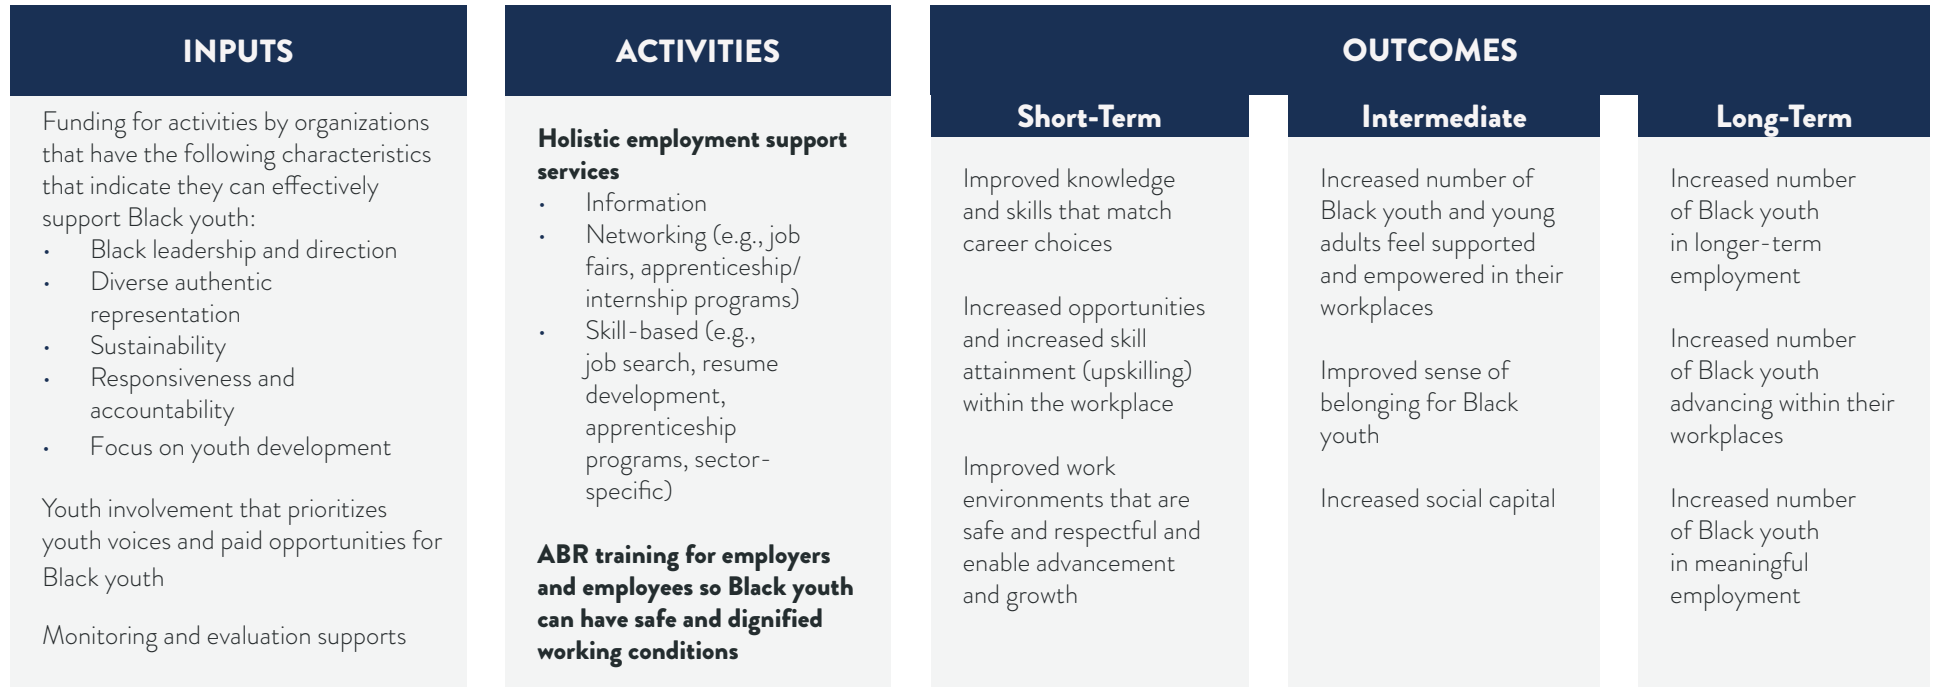 INPUTS
Funding for activities by organizations
that have the following characteristics
that indicate they can effectively
support Black youth:
• Black leadership and direction
• Diverse authentic
representation
• Sustainability
• Responsiveness and
accountability
• Focus on youth development
Youth involvement that prioritizes
youth voices and paid opportunities for
Black youth
Monitoring and evaluation supports
ACTIVITIES
Holistic employment support
services
• Information
• Networking (e.g., job
fairs, apprenticeship/
internship programs)
• Skill-based (e.g.,
job search, resume
development,
apprenticeship
programs, sector-
specific)
ABR training for employers
and employees so Black youth
can have safe and dignified
working conditions
OUTCOMES
Short-Term
Improved knowledge
and skills that match
career choices
Increased opportunities
and increased skill
attainment (upskilling)
within the workplace
Improved work
environments that are
safe and respectful and
enable advancement
and growth
Intermediate
Increased number of
Black youth and young
adults feel supported
and empowered in their
workplaces
Improved sense of
belonging for Black
youth
Increased social capital
Long-Term
Increased number
of Black youth
in longer-term
employment
Increased number
of Black youth
advancing within their
workplaces
Increased number
of Black youth
in meaningful
employment